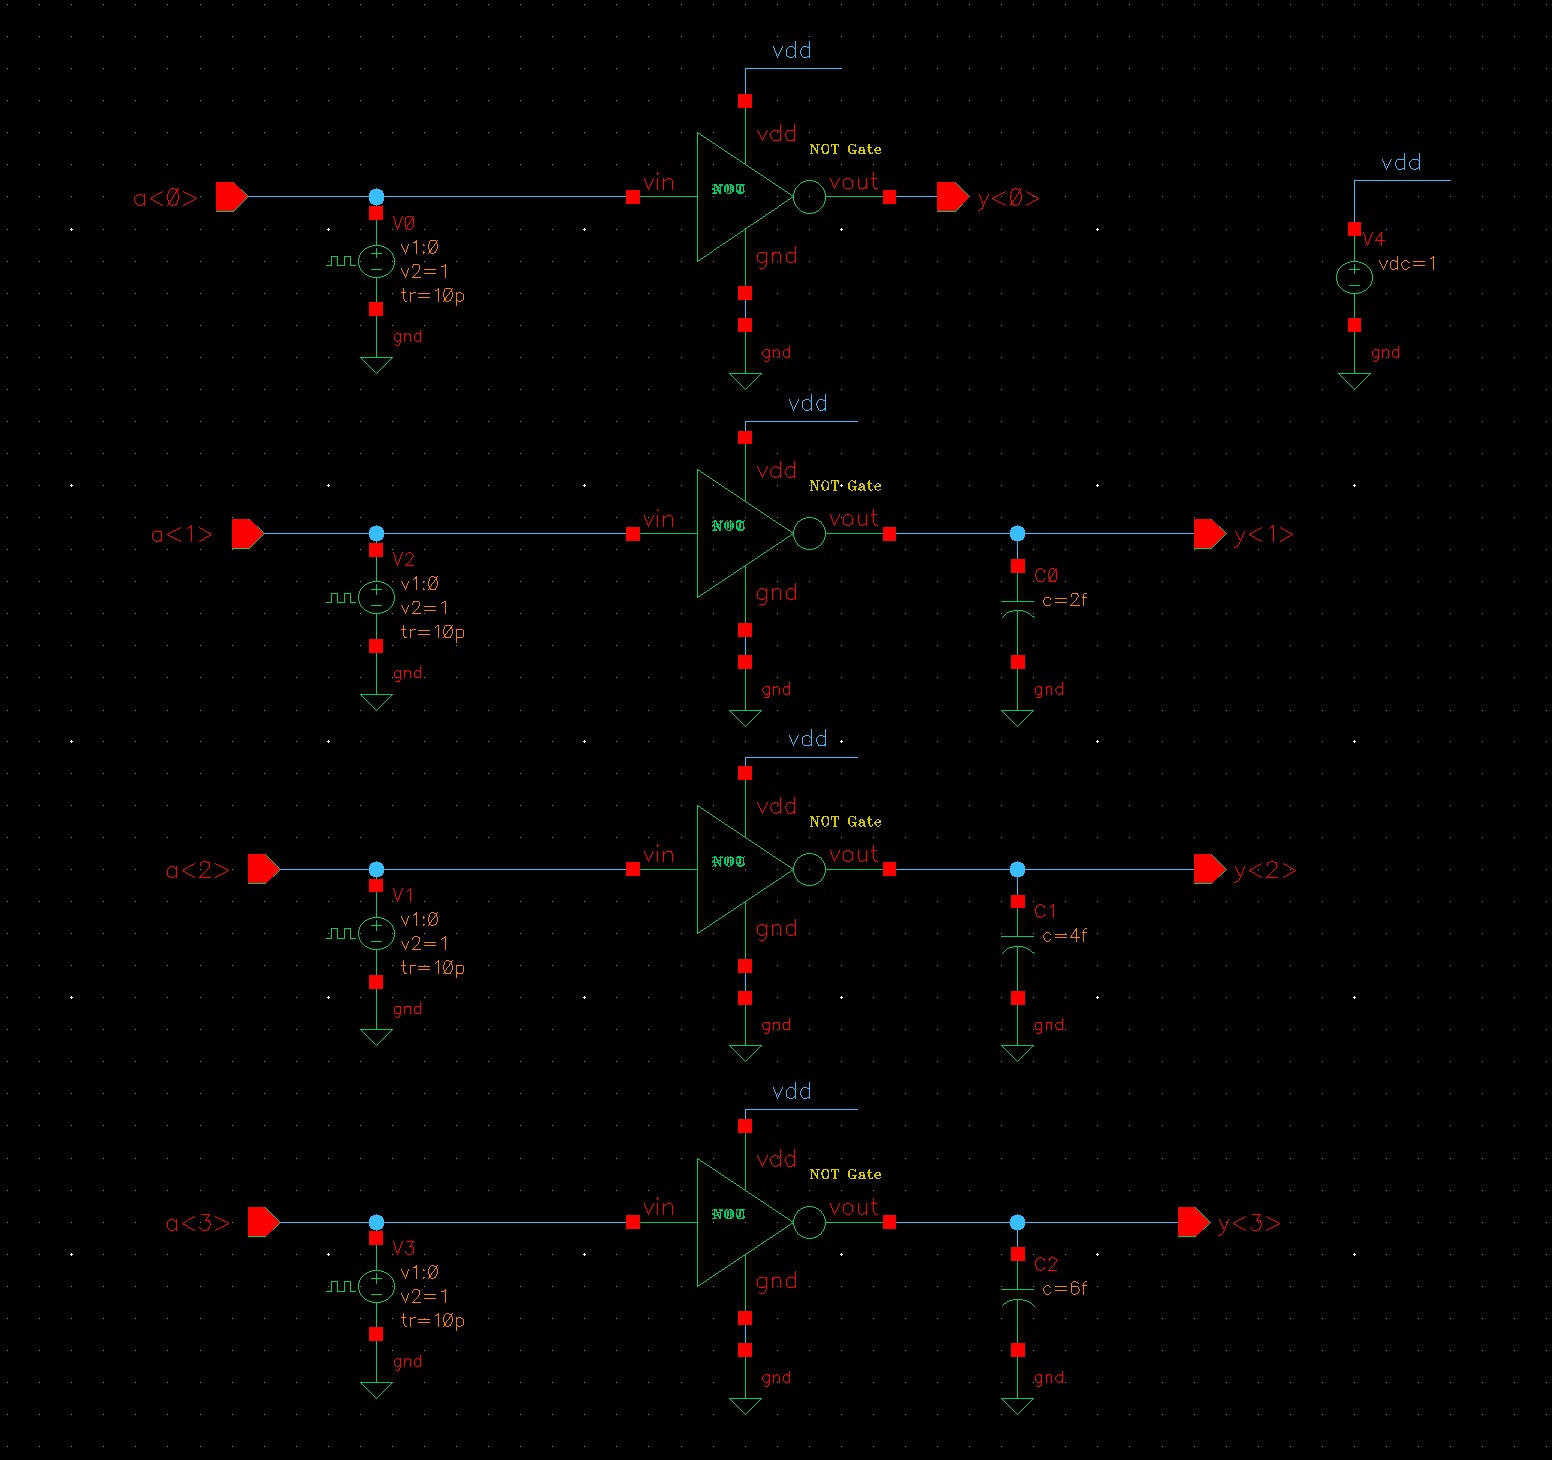 vdd
vdd
NOT Gate
vdd
a<0>
vin
NOT
vout
y<0>
V0
v1:0
v2=1
tr=10p
gnd
gnd
gnd
V4
vdc=1
gnd
vdd
vdd
NOT Gate
a<1>
vin
NOT
vout
y<1>
V2
v1:0
v2=1
tr=10p
gnd
gnd
gnd
C0
c=2f
gnd
vdd
vdd
NOT Gate
a<2>
vin
NOT
vout
y<2>
V1
v1:0
v2=1
tr=10p
gnd
gnd
gnd
C1
c=4f
gnd
vdd
vdd
NOT Gate
a<3>
vin
NOT
vout
y<3>
V3
v1:0
v2=1
tr=10p
gnd
gnd
gnd
C2
c=6f
gnd